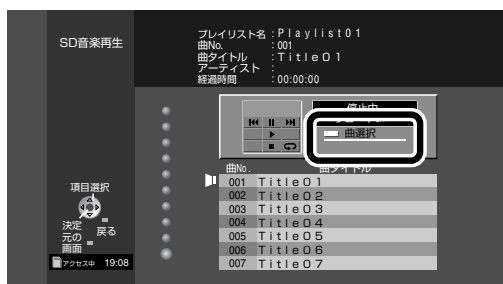 SD音楽再生
プレイリスト名 : Playlist01
曲No. : 001
曲タイトル : Title01
アーティスト :
経過時間 : 00:00:00
停止中
曲選択
曲No. 曲タイトル
001 Title01
002 Title02
003 Title03
004 Title04
005 Title05
006 Title06
007 Title07
項目選択
決定
戻る
元の
画面
アクセス中 19:08